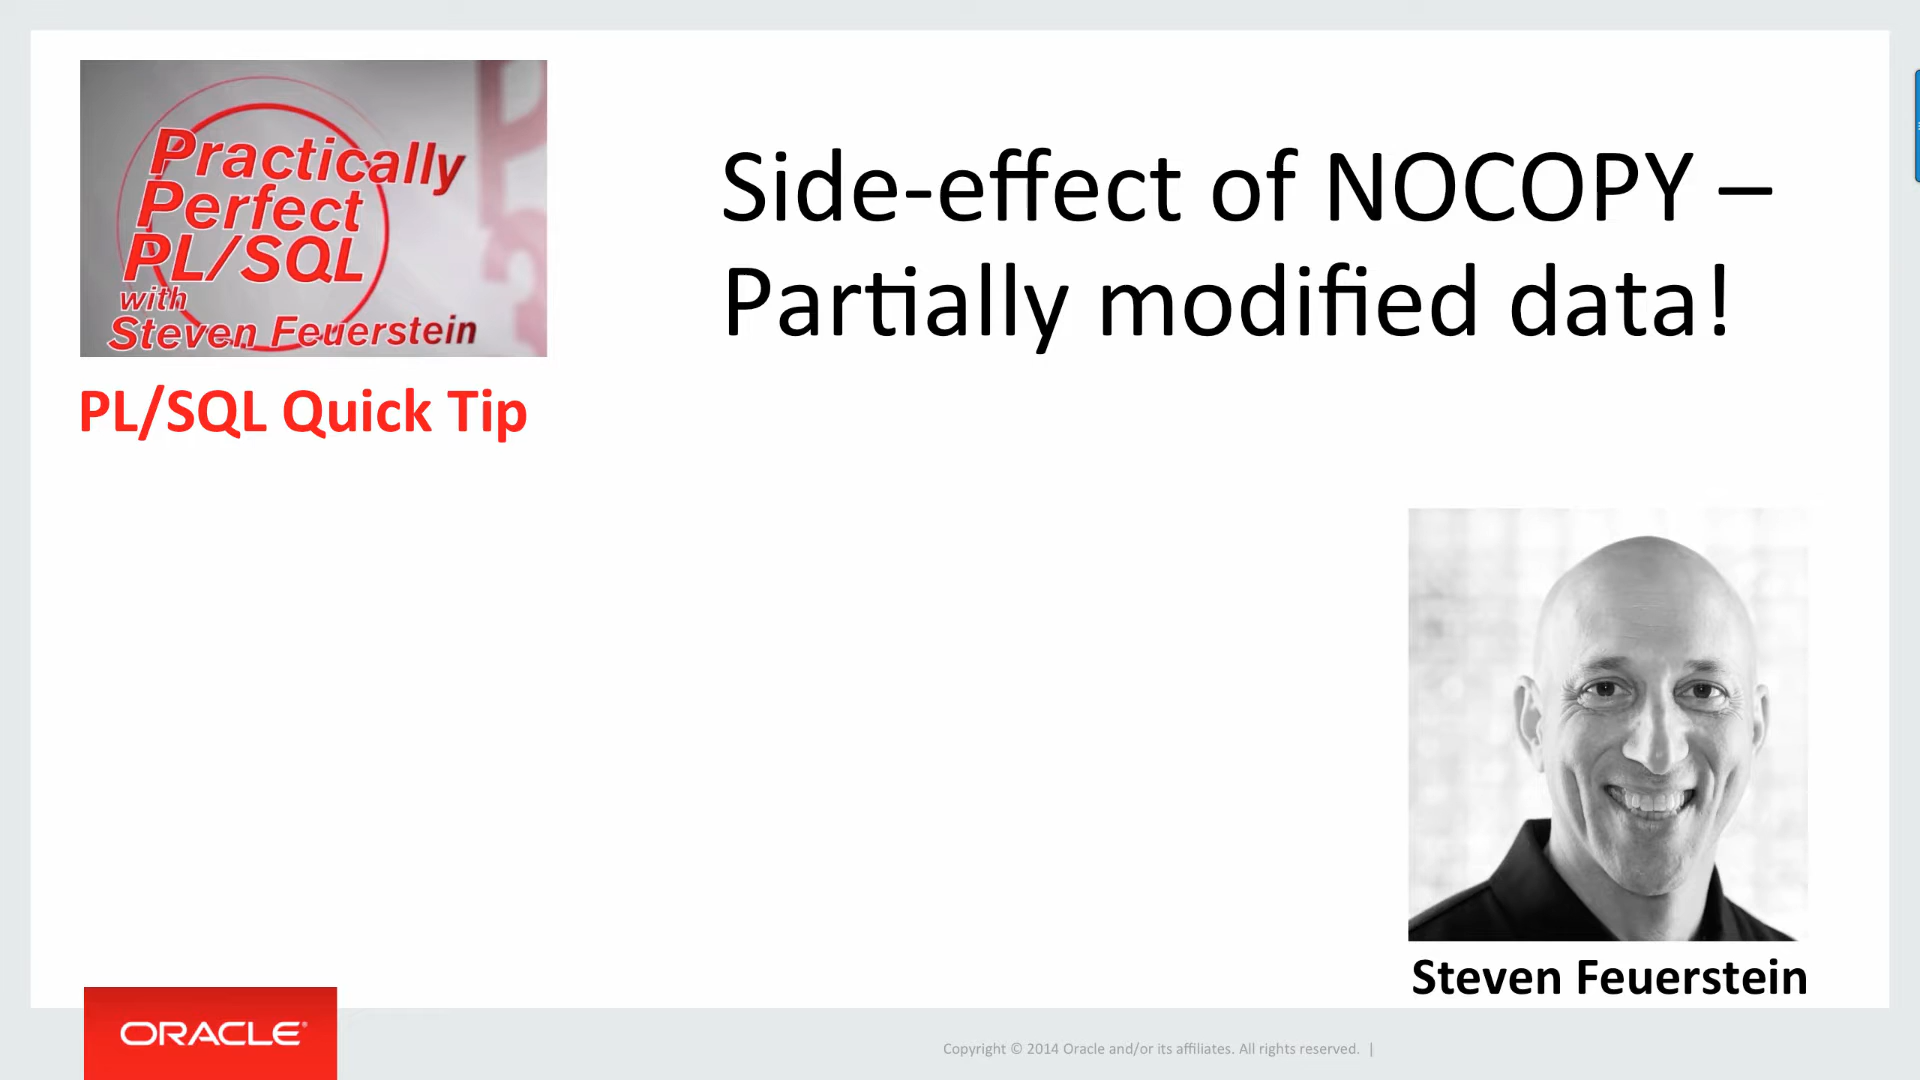 Practically
Perfect
PL/SQL
with
Steven Feuerstein
PL/SQL Quick Tip
Side-effect of NOCOPY –
Partially modified data!
Steven Feuerstein
ORACLE®
Copyright © 2014 Oracle and/or its affiliates. All rights reserved. |